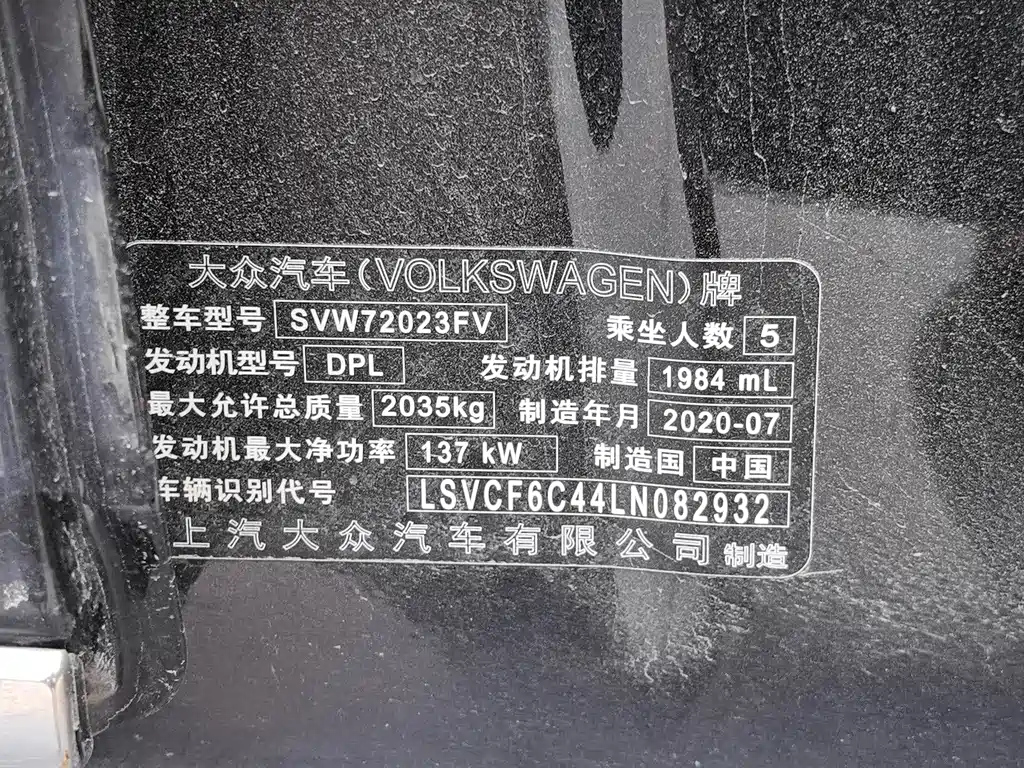 大众汽车(VOLKSWAGEN)牌
整车型号 SVW72023FV 乘坐人数 5
发动机型号 DPL 发动机排量 1984 mL
最大允许总质量 2035kg 制造年月 2020-07
发动机最大净功率 137 kW 制造国 中国
车辆识别代号 LSVCF6C44LN082932
上汽大众汽车有限公司 制造